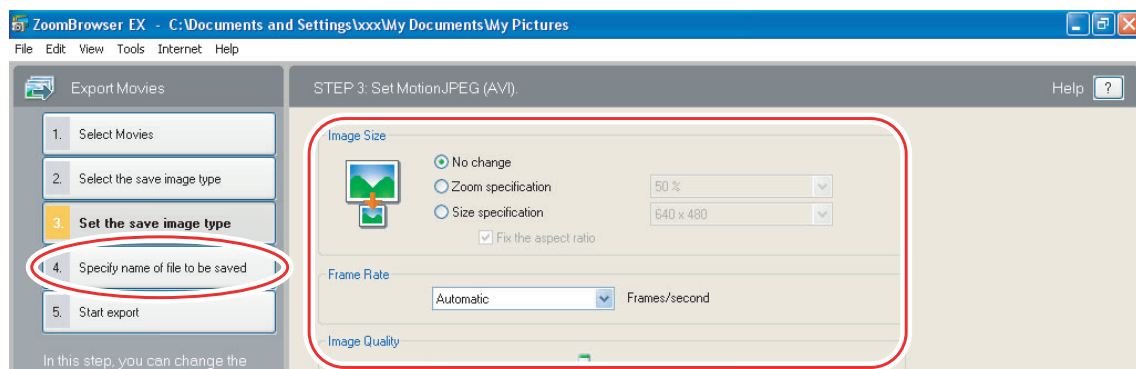 ZoomBrowser EX - C:\Documents and Settings\xxx\My Documents\My Pictures
File Edit View Tools Internet Help
Export Movies
1. Select Movies
2. Select the save image type
3. Set the save image type
4. Specify name of file to be saved
5. Start export
In this step, you can change the
STEP 3: Set MotionJPEG (AVI).
Help ?
Image Size
No change
Zoom specification 50 %
Size specification 640 x 480
Fix the aspect ratio
Frame Rate
Automatic Frames/second
Image Quality